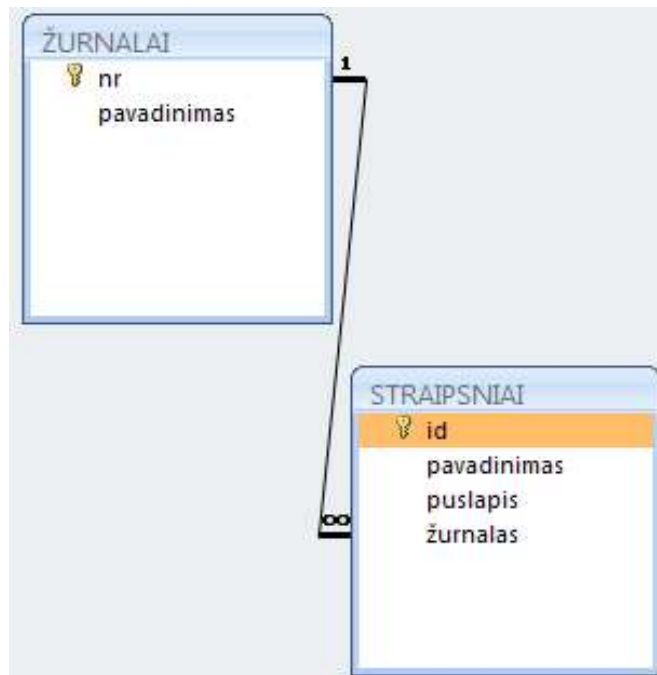 ŽURNALAI
nr
pavadinimas
1
∞
STRAIPSNIAI
id
pavadinimas
puslapis
žurnalas